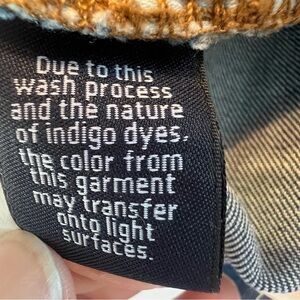 Due to this
wash process
and the nature
of indigo dyes,
the color from
this garment
may transfer
onto light
surfaces.